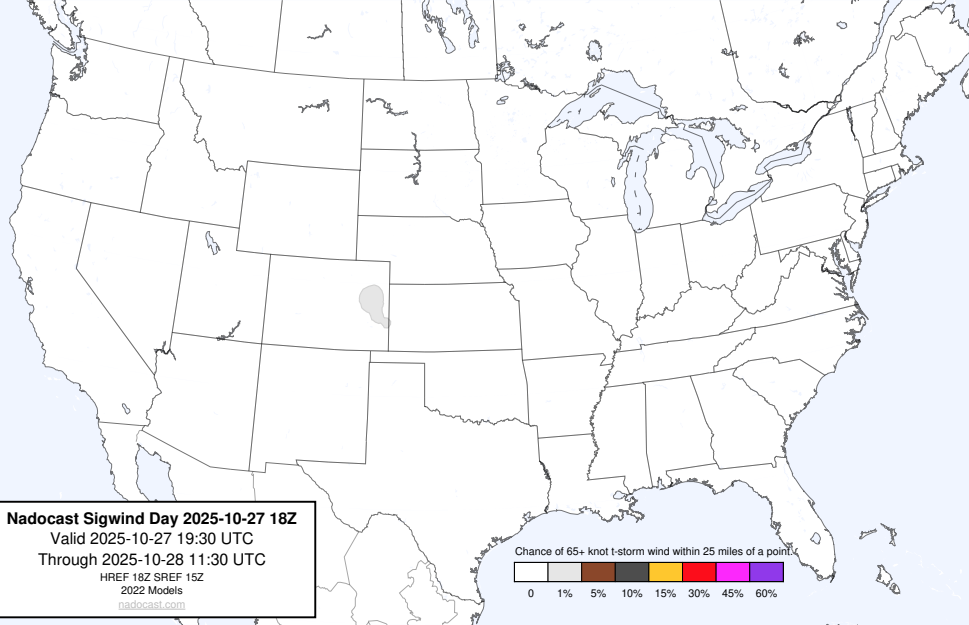 Nadocast Sigwind Day 2025-10-27 18Z
Valid 2025-10-27 19:30 UTC
Through 2025-10-28 11:30 UTC
HREF 18Z SREF 15Z
2022 Models
nadocast.com
Chance of 65+ knot t-storm wind within 25 miles of a point.
0 1% 5% 10% 15% 30% 45% 60%